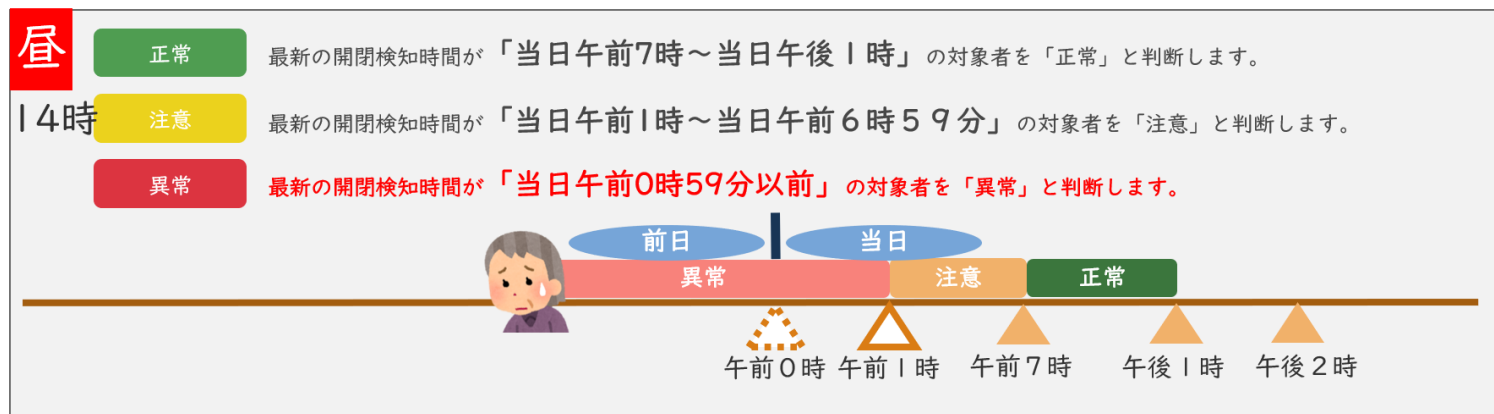 昼
正常 最新の開閉検知時間が「当日午前7時～当日午後1時」の対象者を「正常」と判断します。
14時
注意 最新の開閉検知時間が「当日午前1時～当日午前６時５９分」の対象者を「注意」と判断します。
異常 最新の開閉検知時間が「当日午前0時59分以前」の対象者を「異常」と判断します。
前日 当日
異常 注意 正常
午前０時 午前1時 午前７時 午後1時 午後２時